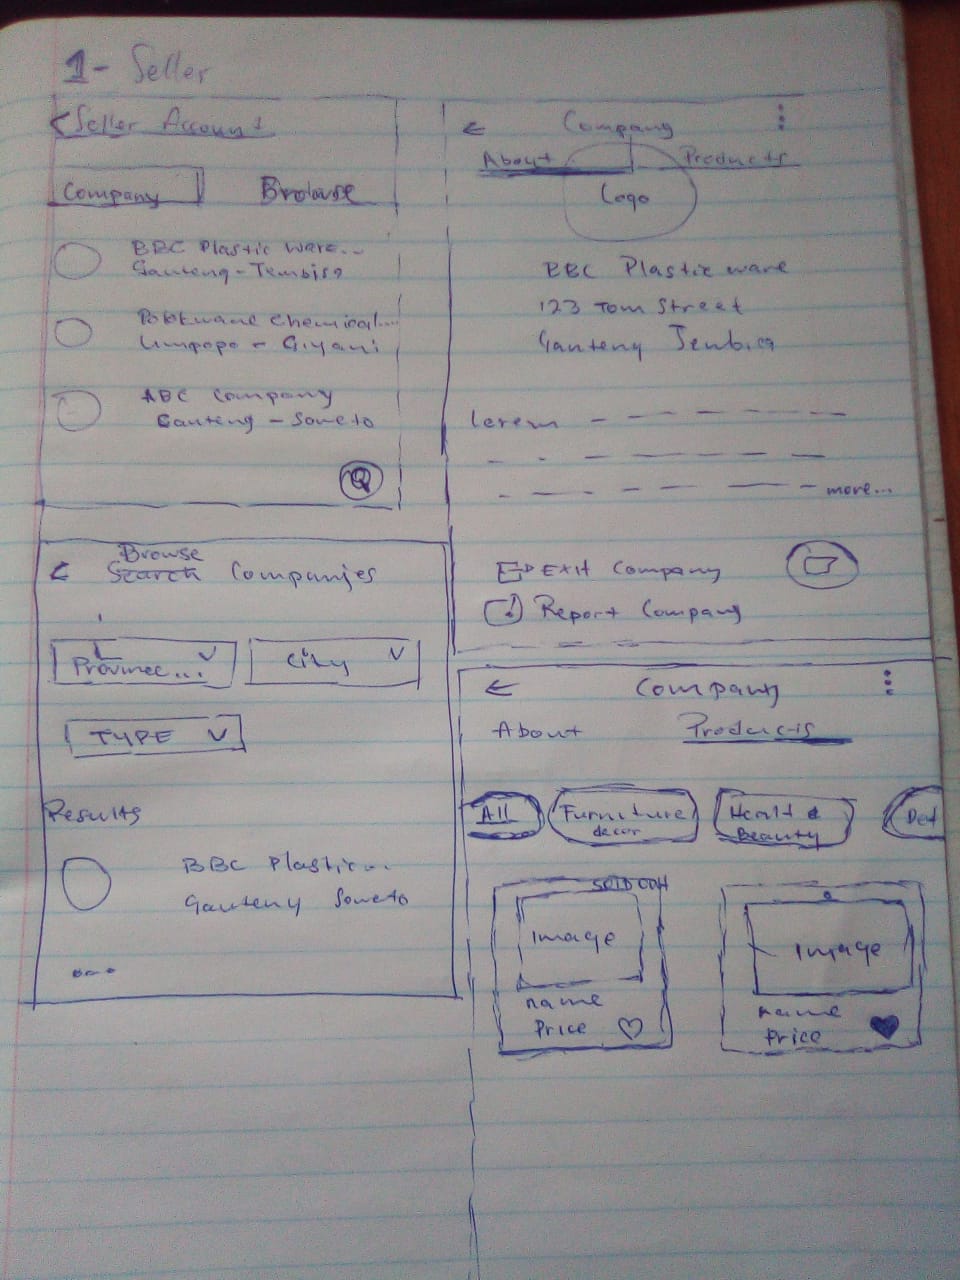 1- Seller
Seller Account
Company Browse
BBC Plastic ware...
Gauteng - Tembisa
Polokwane Chemical....
Limpopo - Giyani
ABC Company
Gauteng - Soweto
Q
Company
About Products
Logo
BBC Plastic ware
123 Tom Street
Gauteng Tembisa
lorem
more...
EXit Company
Report Company
Browse
Search Companies
Province... City
TYPE
Results
BBC Plastic...
Gauteng Soweto
Company
About Products
All Furniture decor Health & Beauty
SOLD OUT
Image
name
Price
Image
name
Price